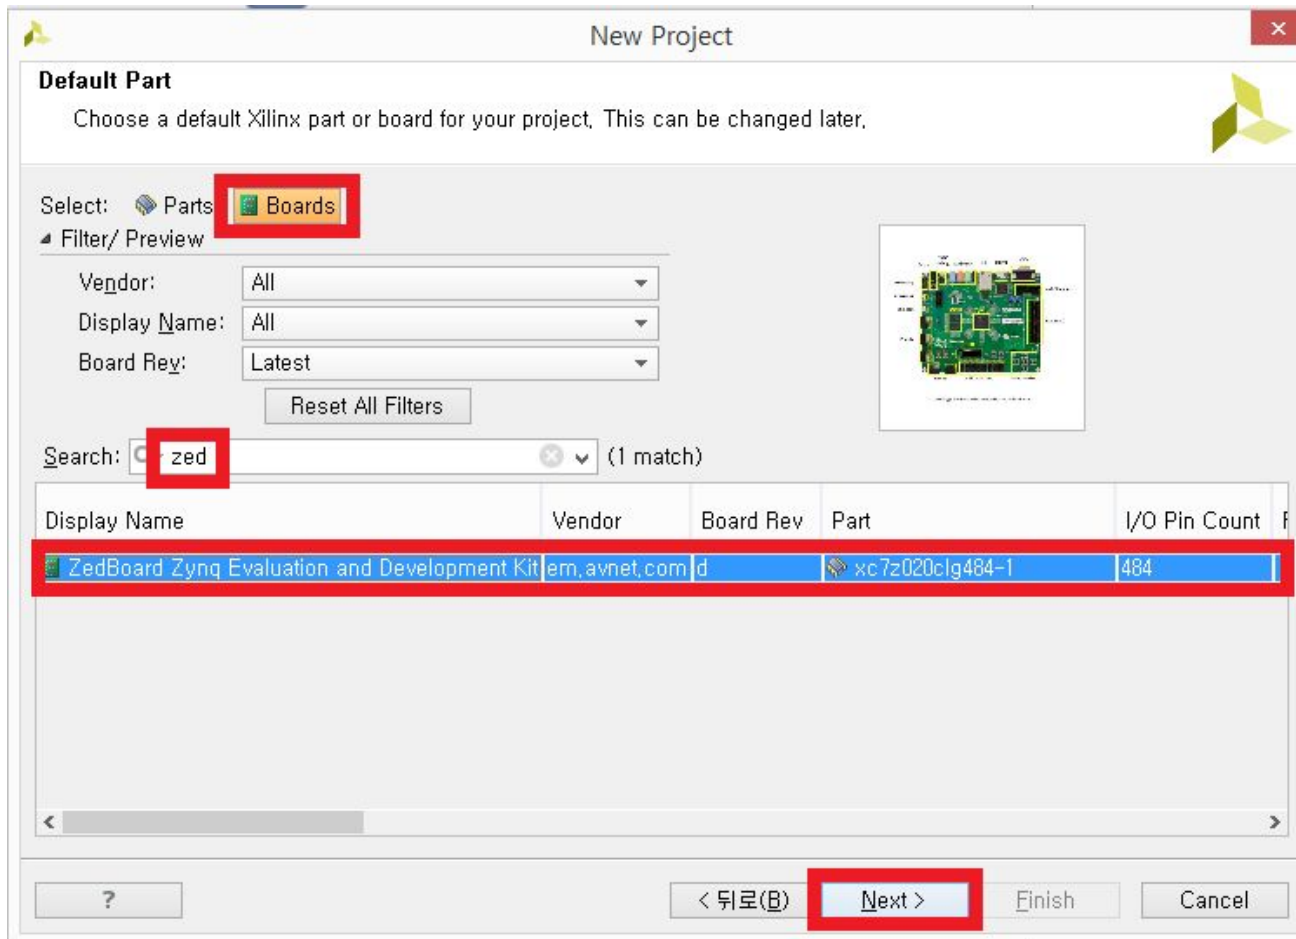 New Project
Default Part
Choose a default Xilinx part or board for your project. This can be changed later.
Select: Parts Boards
Filter/ Preview
Vendor: All
Display Name: All
Board Rev: Latest
Reset All Filters
Search: zed (1 match)
Display Name Vendor Board Rev Part I/O Pin Count
ZedBoard Zynq Evaluation and Development Kit em.avnet.com d xc7z020clg484-1 484
? < 뒤로(B) Next > Finish Cancel